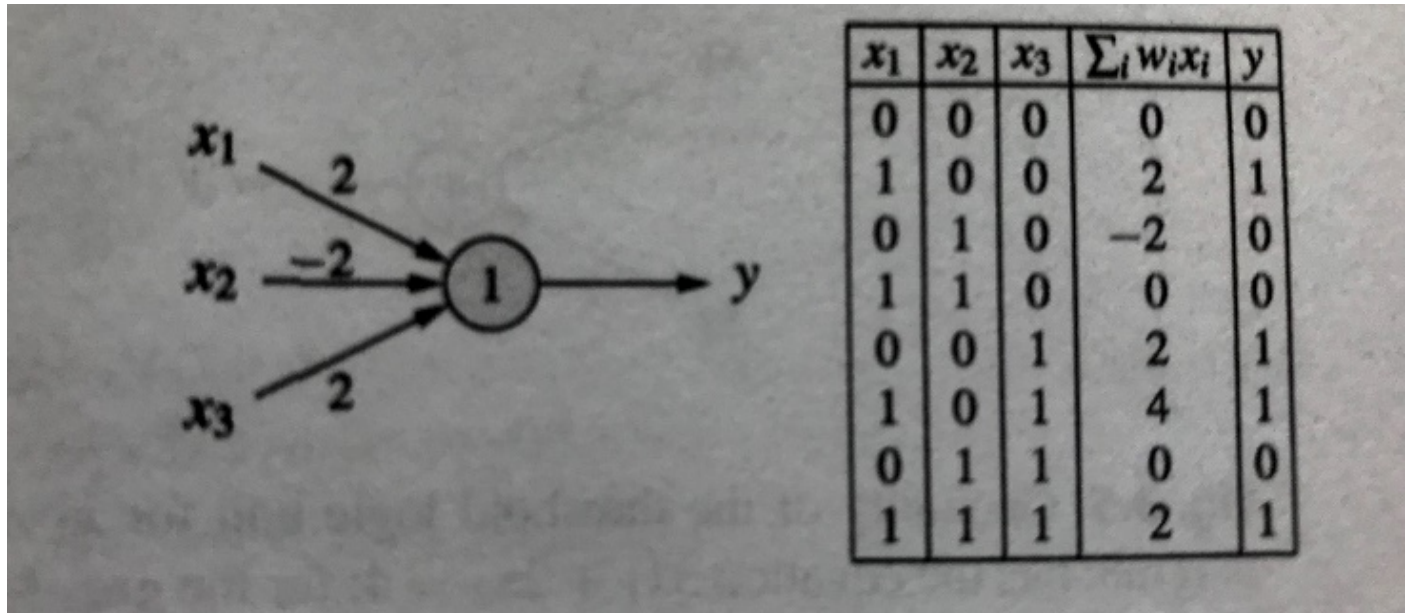 x1
2
x2
−2
1
y
x3
2
x1 x2 x3 ∑i wixi y
0 0 0 0 0
1 0 0 2 1
0 1 0 −2 0
1 1 0 0 0
0 0 1 2 1
1 0 1 4 1
0 1 1 0 0
1 1 1 2 1